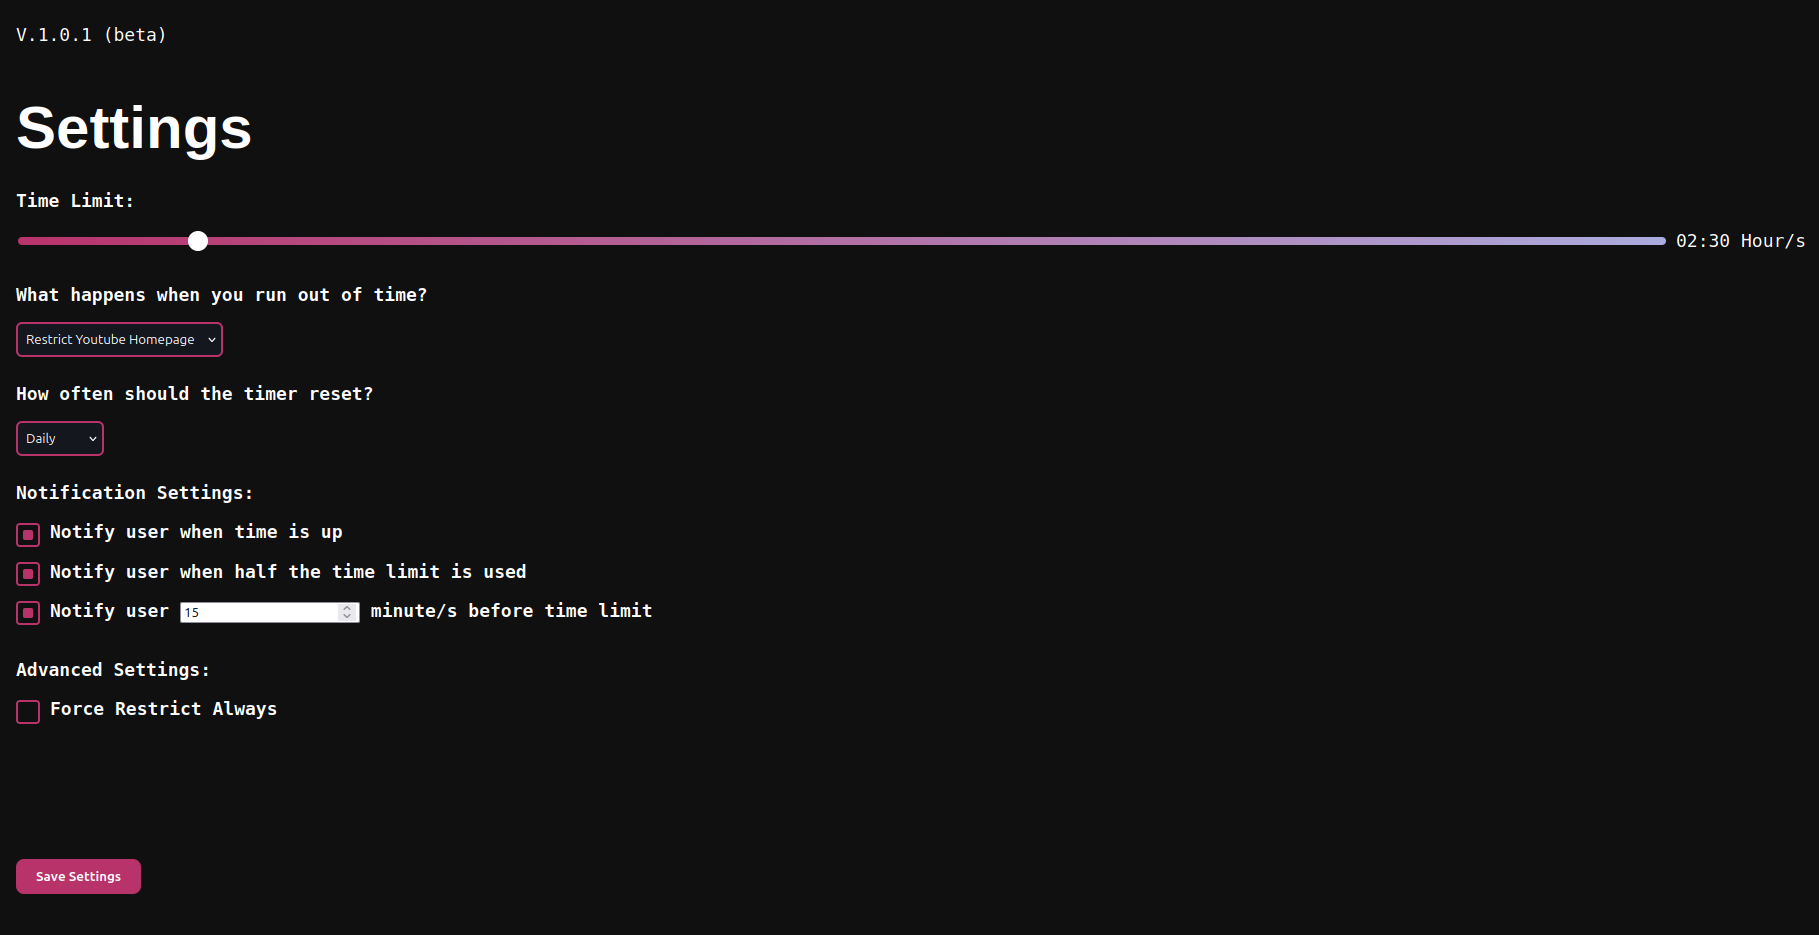 V.1.0.1 (beta)
Settings
Time Limit:
02:30 Hour/s
What happens when you run out of time?
Restrict Youtube Homepage
How often should the timer reset?
Daily
Notification Settings:
Notify user when time is up
Notify user when half the time limit is used
Notify user 15 minute/s before time limit
Advanced Settings:
Force Restrict Always
Save Settings